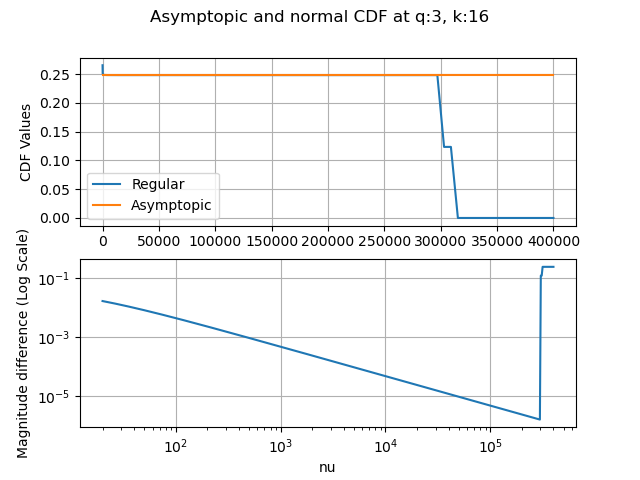 Asymptopic and normal CDF at q:3, k:16
CDF Values
0.25
0.20
0.15
0.10
0.05
0.00
Regular
Asymptopic
0 50000 100000 150000 200000 250000 300000 350000 400000
Magnitude difference (Log Scale)
10⁻¹
10⁻³
10⁻⁵
10² 10³ 10⁴ 10⁵
nu